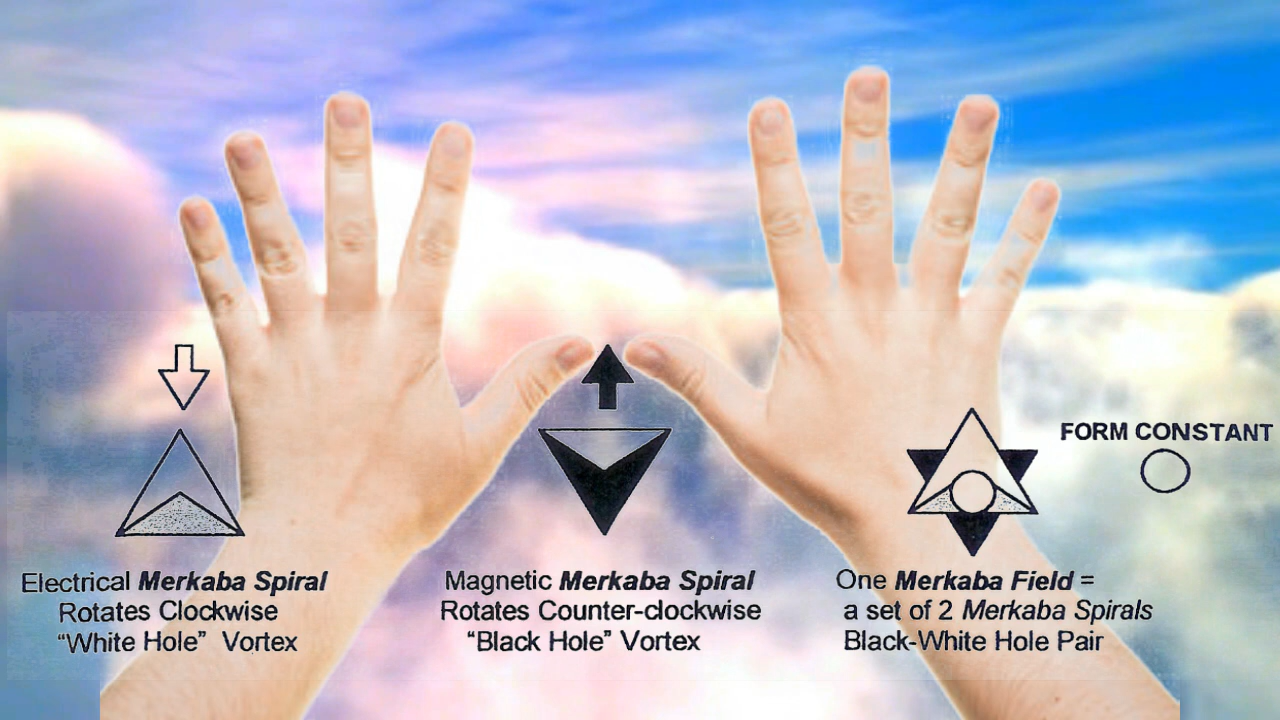 FORM CONSTANT
Electrical Merkaba Spiral
Rotates Clockwise
“White Hole” Vortex
Magnetic Merkaba Spiral
Rotates Counter-clockwise
“Black Hole” Vortex
One Merkaba Field =
a set of 2 Merkaba Spirals
Black-White Hole Pair